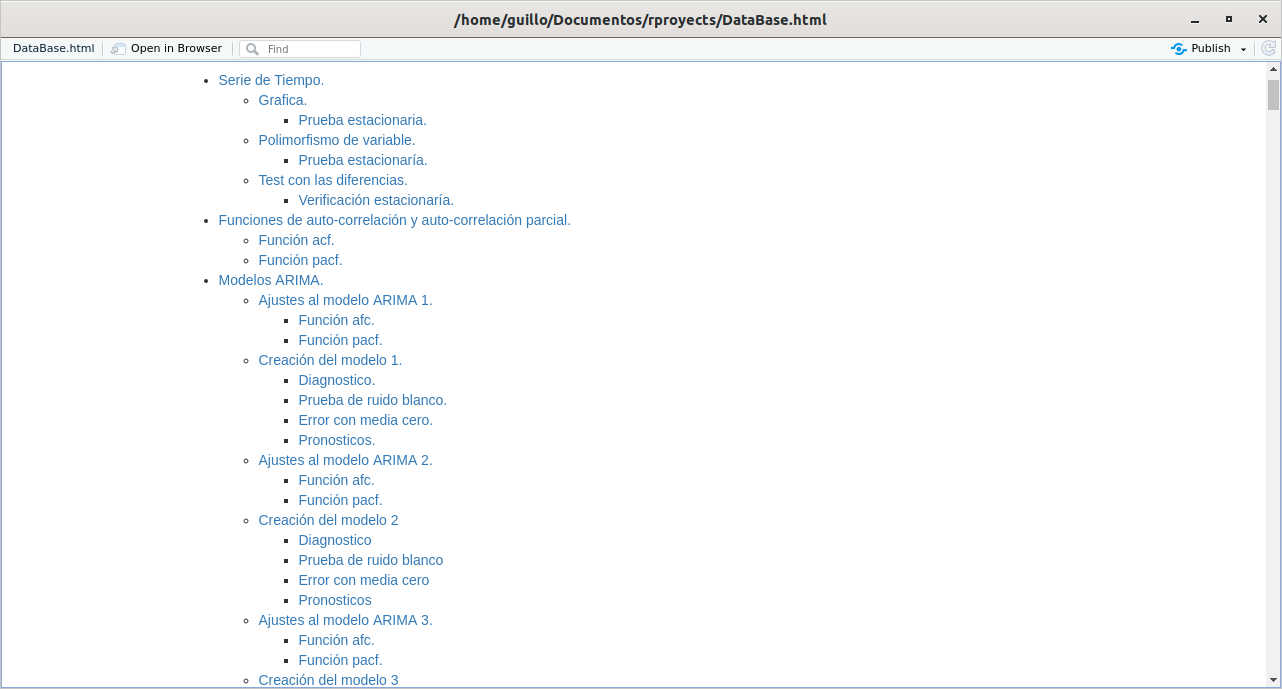 /home/guillo/Documentos/rproyects/DataBase.html
DataBase.html Open in Browser Find Publish
Serie de Tiempo.
Grafica.
Prueba estacionaria.
Polimorfismo de variable.
Prueba estacionaría.
Test con las diferencias.
Verificación estacionaría.
Funciones de auto-correlación y auto-correlación parcial.
Función acf.
Función pacf.
Modelos ARIMA.
Ajustes al modelo ARIMA 1.
Función afc.
Función pacf.
Creación del modelo 1.
Diagnostico.
Prueba de ruido blanco.
Error con media cero.
Pronosticos.
Ajustes al modelo ARIMA 2.
Función afc.
Función pacf.
Creación del modelo 2
Diagnostico
Prueba de ruido blanco
Error con media cero
Pronosticos
Ajustes al modelo ARIMA 3.
Función afc.
Función pacf.
Creación del modelo 3